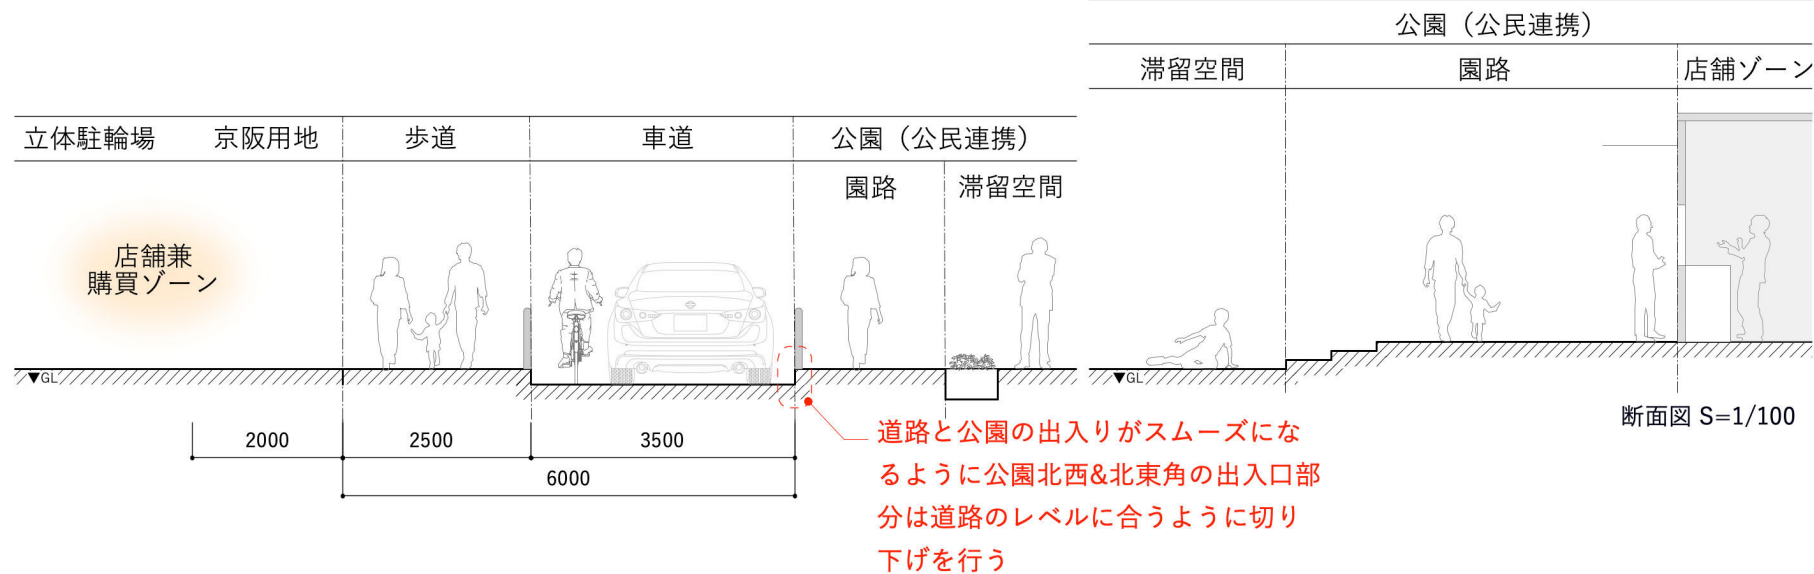 公園（公民連携）
滞留空間
園路
店舗ゾーン
立体駐輪場
京阪用地
歩道
車道
公園（公民連携）
園路
滞留空間
店舗兼
購買ゾーン
▼GL
▼GL
断面図 S=1/100
2000
2500
3500
6000
道路と公園の出入りがスムーズにな
るように公園北西&北東角の出入口部
分は道路のレベルに合うように切り
下げを行う